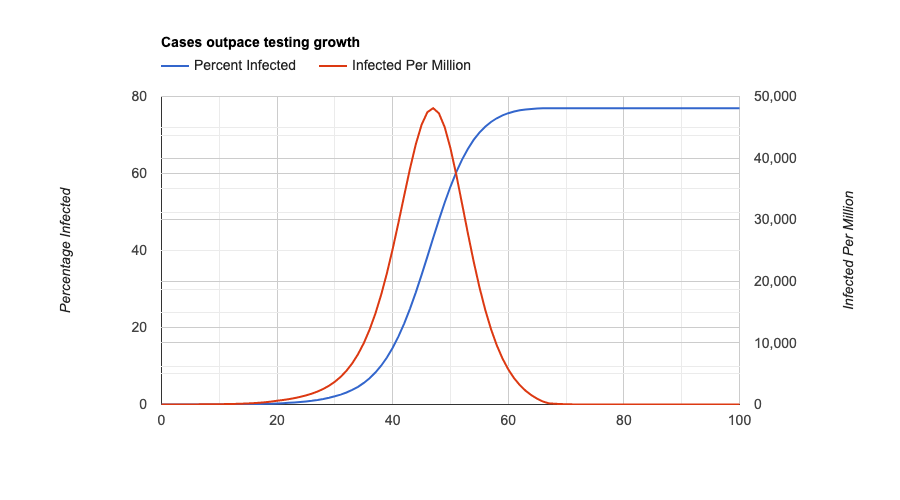 Cases outpace testing growth
Percent Infected Infected Per Million
80 50,000
40,000
60
30,000
40
20,000
20
10,000
0 0
0 20 40 60 80 100
Percentage Infected
Infected Per Million